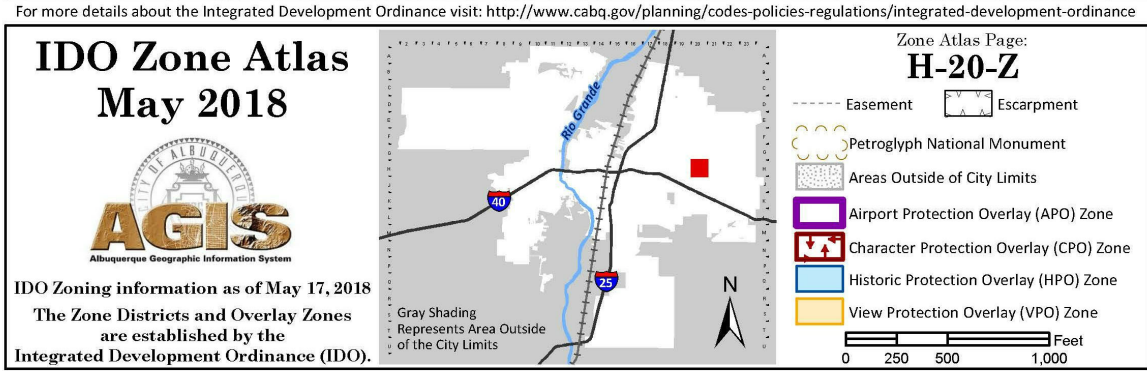 For more details about the Integrated Development Ordinance visit: http://www.cabq.gov/planning/codes-policies-regulations/integrated-development-ordinance
IDO Zone Atlas
May 2018
CITY OF ALBUQUERQUE
AGIS
Albuquerque Geographic Information System
IDO Zoning information as of May 17, 2018
The Zone Districts and Overlay Zones
are established by the
Integrated Development Ordinance (IDO).
Rio Grande
40
25
N
Gray Shading
Represents Area Outside
of the City Limits
Zone Atlas Page:
H-20-Z
Easement
Escarpment
Petroglyph National Monument
Areas Outside of City Limits
Airport Protection Overlay (APO) Zone
Character Protection Overlay (CPO) Zone
Historic Protection Overlay (HPO) Zone
View Protection Overlay (VPO) Zone
Feet
0 250 500 1,000